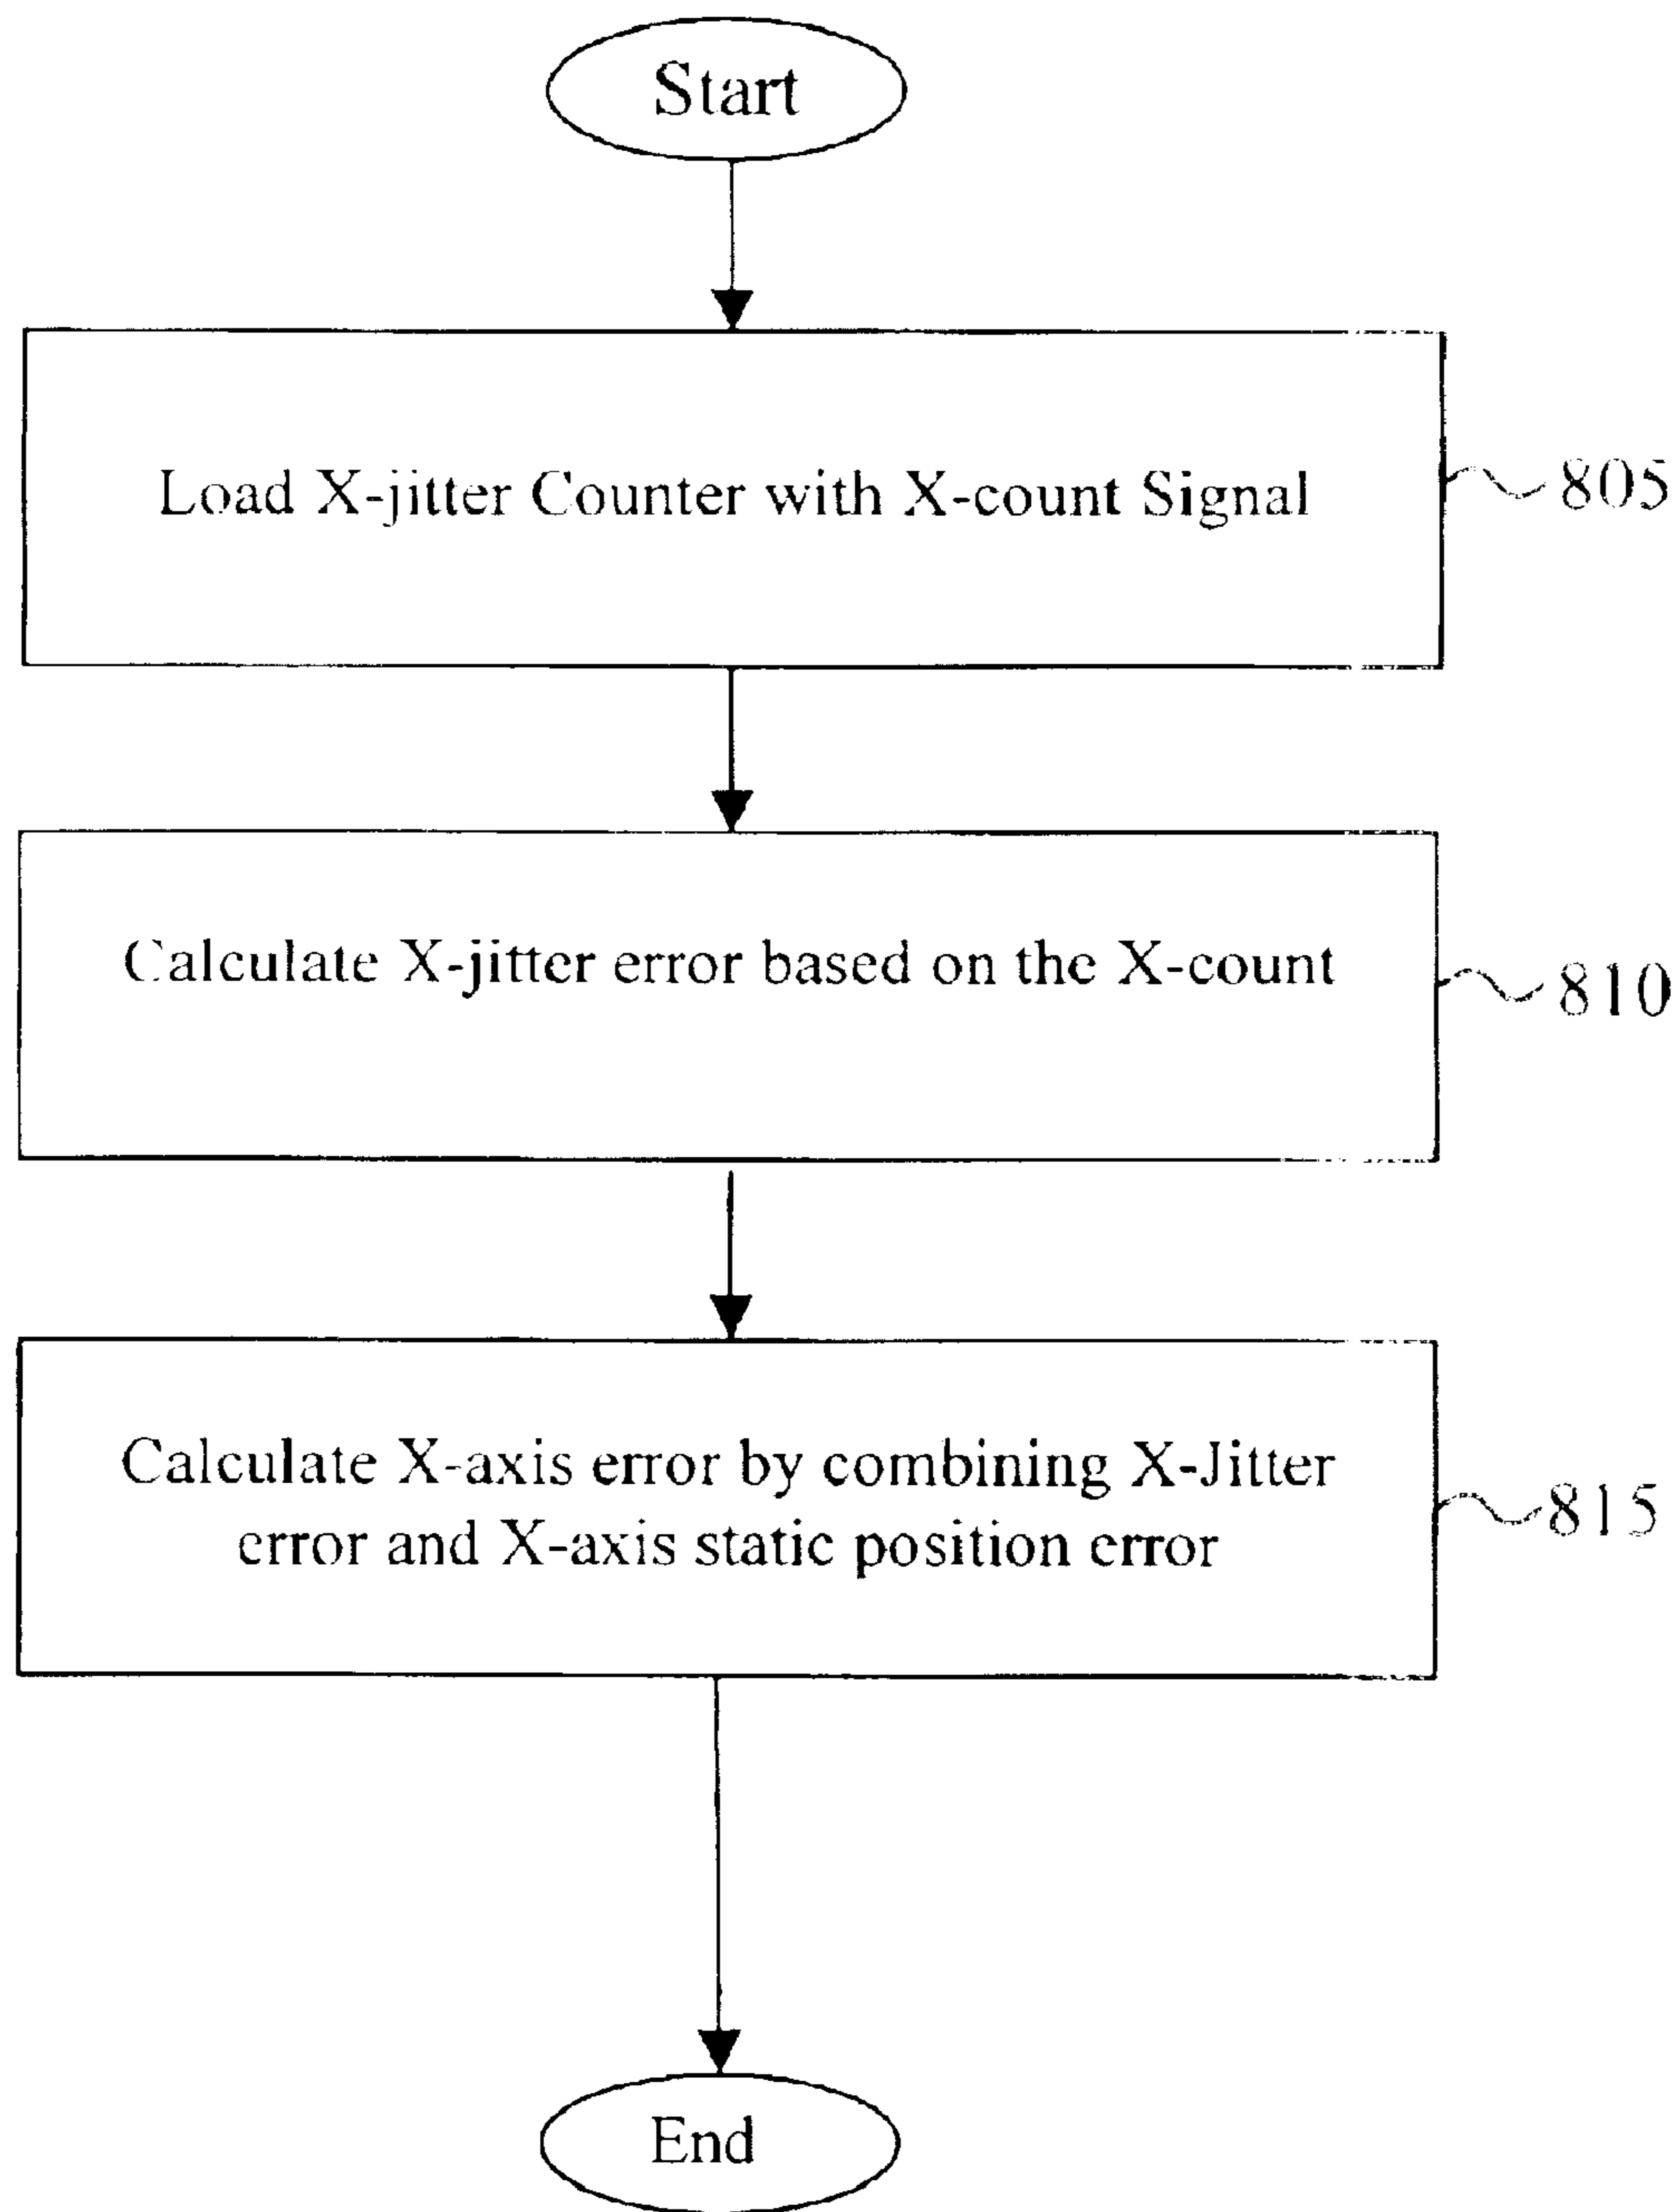 Start
Load X-jitter Counter with X-count Signal
805
Calculate X-jitter error based on the X-count
810
Calculate X-axis error by combining X-Jitter
error and X-axis static position error
815
End